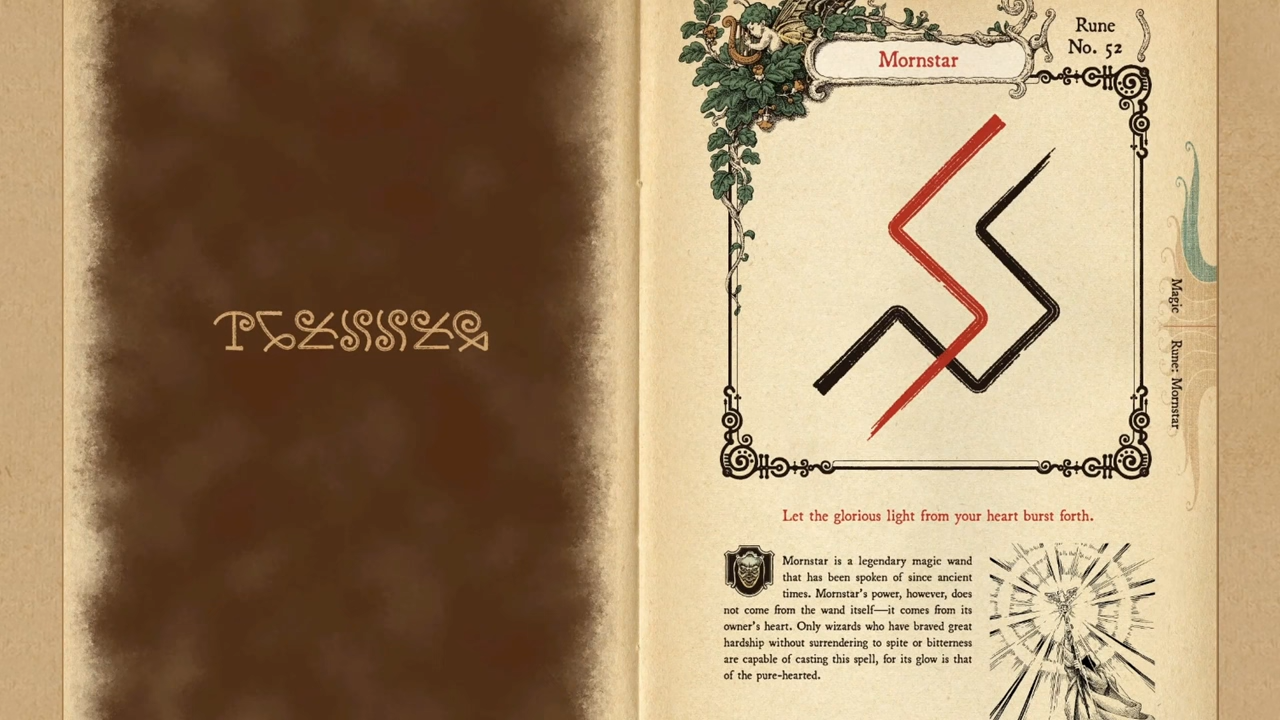 Mornstar
Rune
No. 52
Magic
Rune: Mornstar
Let the glorious light from your heart burst forth.
Mornstar is a legendary magic wand
that has been spoken of since ancient
times. Mornstar's power, however, does
not come from the wand itself—it comes from its
owner's heart. Only wizards who have braved great
hardship without surrendering to spite or bitterness
are capable of casting this spell, for its glow is that
of the pure-hearted.